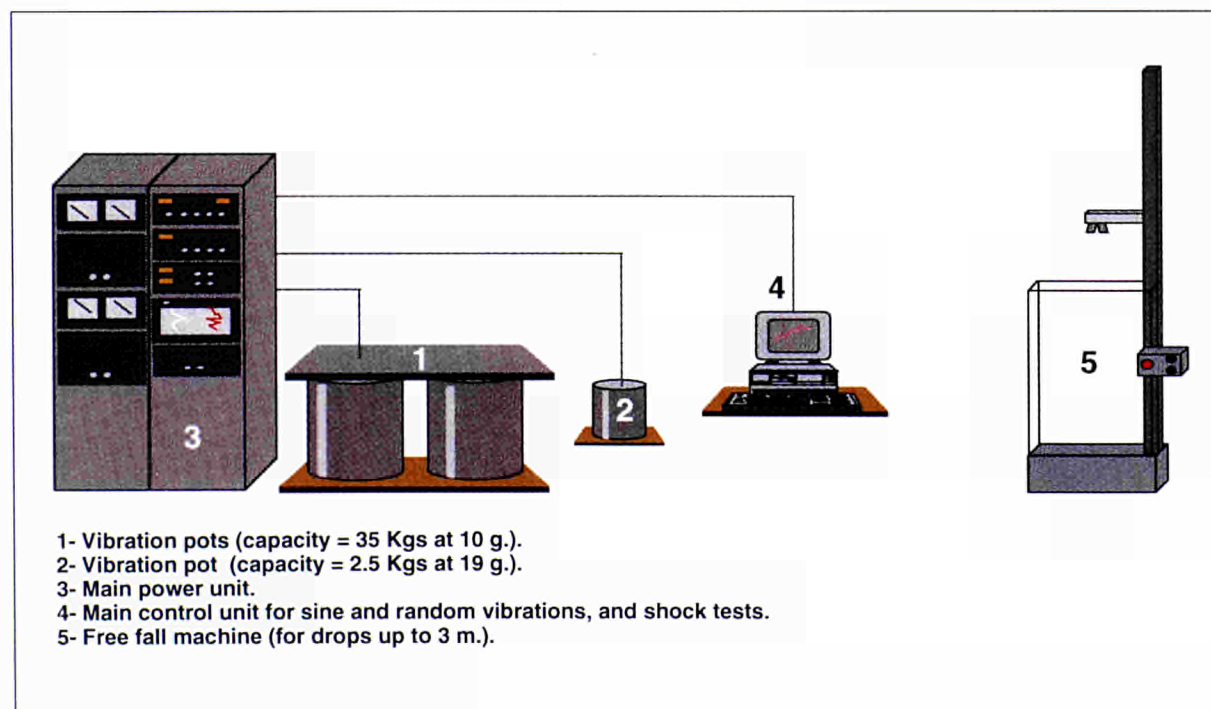 4
1
5
2
3
1- Vibration pots (capacity = 35 Kgs at 10 g.).
2- Vibration pot (capacity = 2.5 Kgs at 19 g.).
3- Main power unit.
4- Main control unit for sine and random vibrations, and shock tests.
5- Free fall machine (for drops up to 3 m.).